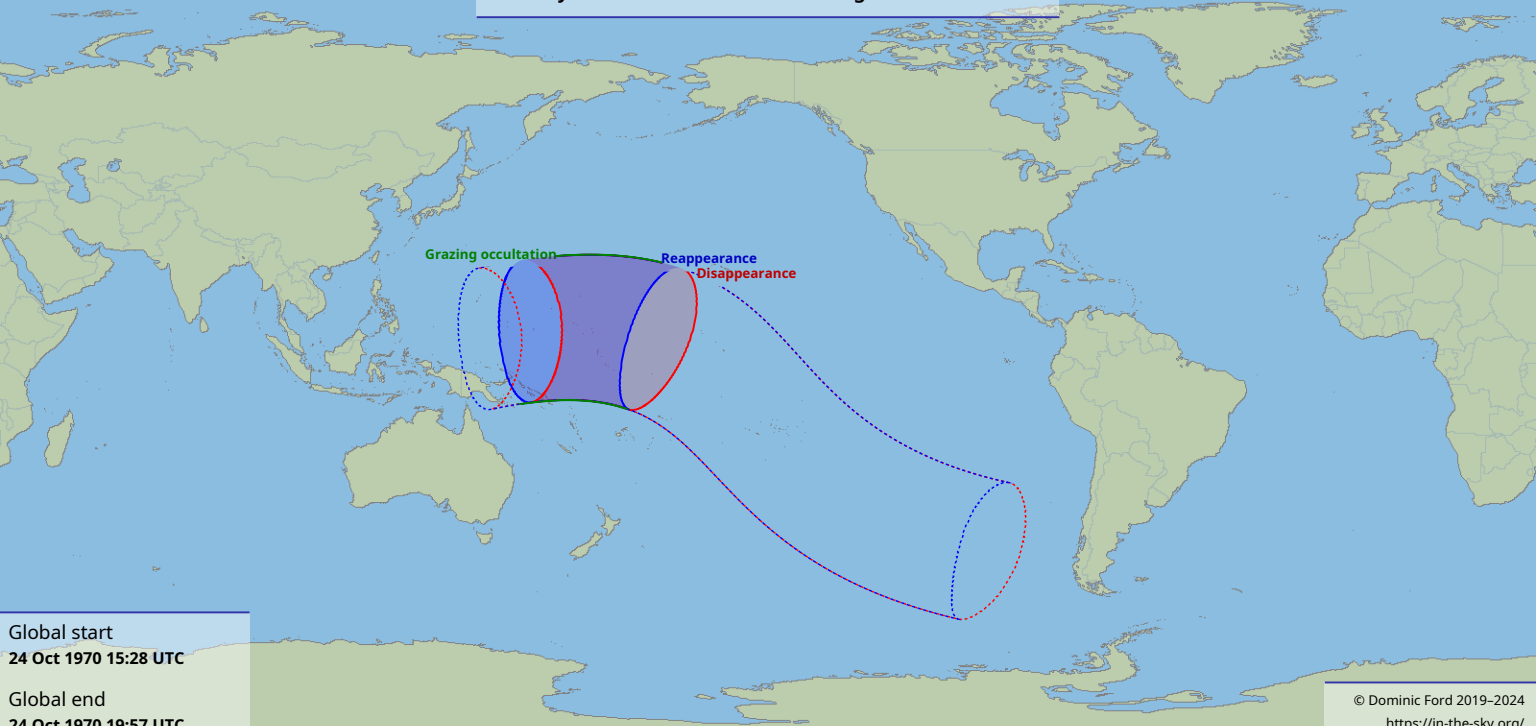 Grazing occultation
Reappearance
Disappearance
Global start
24 Oct 1970 15:28 UTC
Global end
24 Oct 1970 19:57 UTC
© Dominic Ford 2019–2024
https://in-the-sky.org/